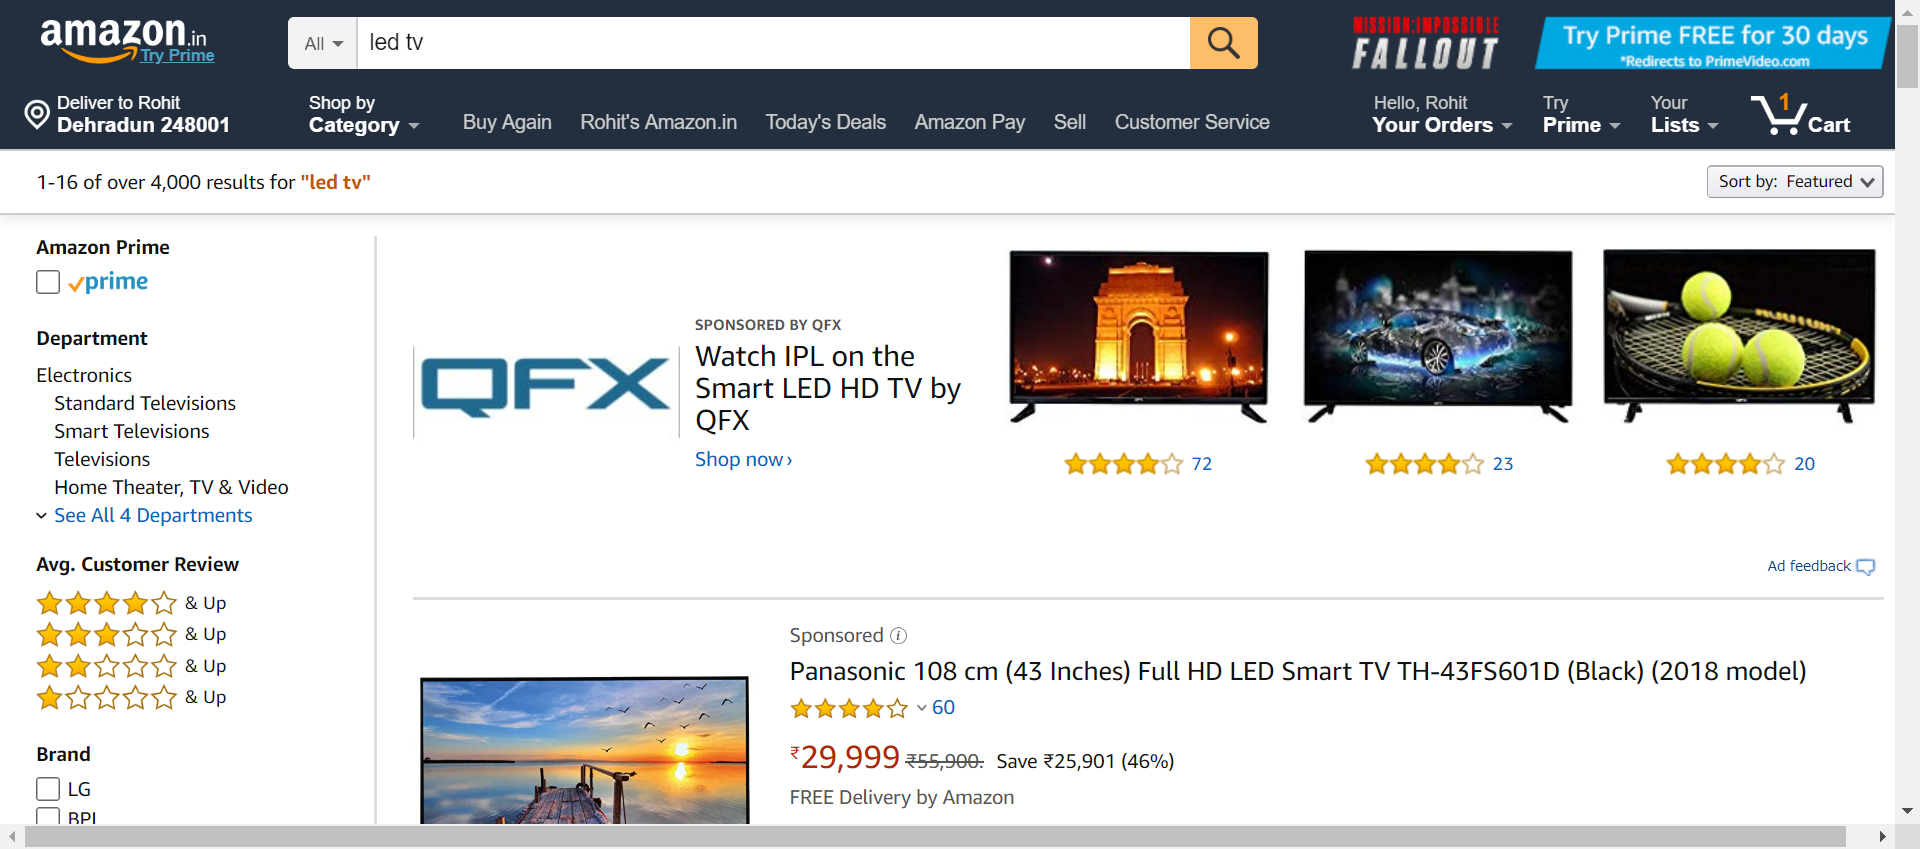 amazon.in
Try Prime
All
led tv
MISSION:IMPOSSIBLE
FALLOUT
Try Prime FREE for 30 days
*Redirects to PrimeVideo.com
Deliver to Rohit
Dehradun 248001
Shop by
Category
Buy Again
Rohit's Amazon.in
Today's Deals
Amazon Pay
Sell
Customer Service
Hello, Rohit
Your Orders
Try
Prime
Your
Lists
1
Cart
1-16 of over 4,000 results for "led tv"
Sort by: Featured
Amazon Prime
prime
Department
Electronics
Standard Televisions
Smart Televisions
Televisions
Home Theater, TV & Video
See All 4 Departments
Avg. Customer Review
& Up
& Up
& Up
& Up
Brand
LG
BPL
QFX
SPONSORED BY QFX
Watch IPL on the
Smart LED HD TV by
QFX
Shop now ›
72
23
20
Ad feedback
Sponsored
Panasonic 108 cm (43 Inches) Full HD LED Smart TV TH-43FS601D (Black) (2018 model)
60
₹29,999 ₹55,900. Save ₹25,901 (46%)
FREE Delivery by Amazon